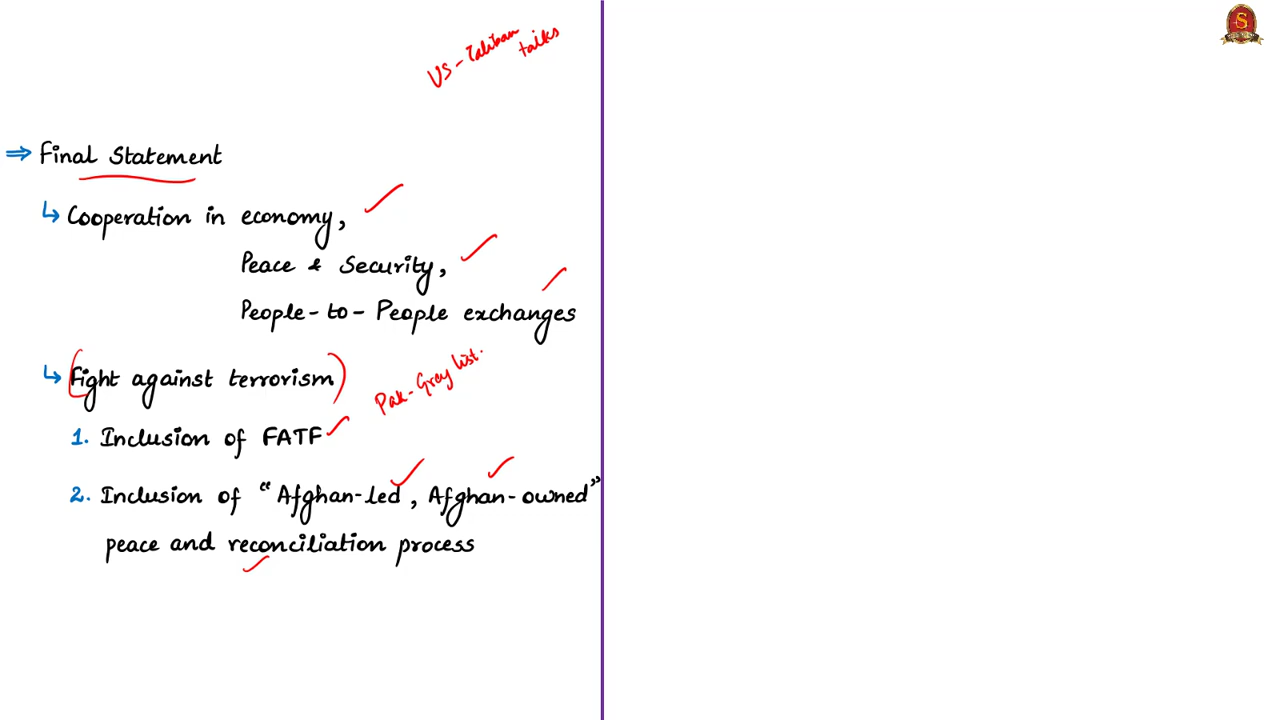 US - Taliban
talks
⇒ Final Statement
↳ Cooperation in economy,
Peace & Security,
People-to-People exchanges
↳ Fight against terrorism
Pak - Grey list.
1. Inclusion of FATF
2. Inclusion of "Afghan-led, Afghan-owned"
peace and reconciliation process
S